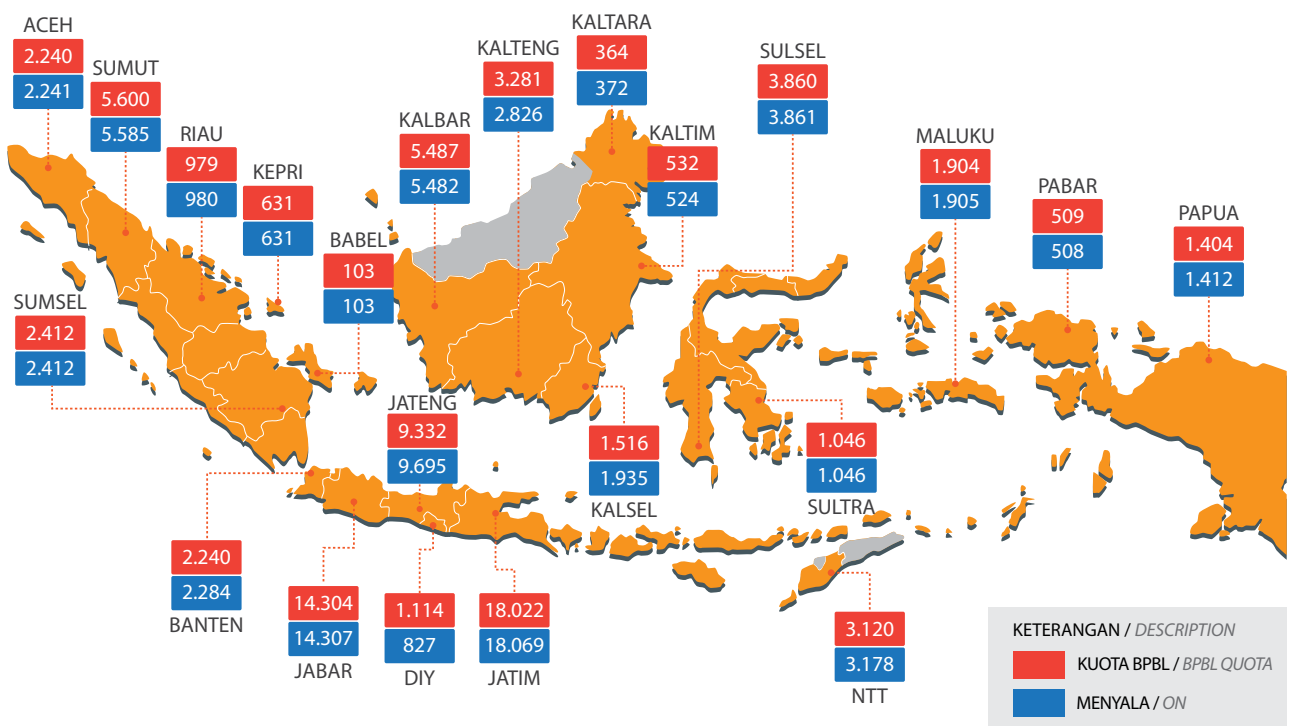 ACEH
2.240
2.241
SUMUT
5.600
5.585
RIAU
979
980
KEPRI
631
631
BABEL
103
103
SUMSEL
2.412
2.412
KALBAR
5.487
5.482
KALTENG
3.281
2.826
KALTARA
364
372
KALTIM
532
524
SULSEL
3.860
3.861
MALUKU
1.904
1.905
PABAR
509
508
PAPUA
1.404
1.412
JATENG
9.332
9.695
1.516
1.935
KALSEL
1.046
1.046
SULTRA
2.240
2.284
BANTEN
14.304
14.307
JABAR
1.114
827
DIY
18.022
18.069
JATIM
3.120
3.178
NTT
KETERANGAN / DESCRIPTION
KUOTA BPBL / BPBL QUOTA
MENYALA / ON